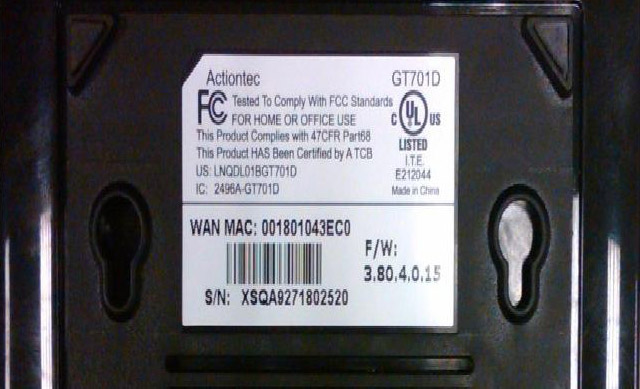 Actiontec GT701D
FC Tested To Comply With FCC Standards
FOR HOME OR OFFICE USE
C UL US
This Product Complies with 47CFR Part68
LISTED
This Product HAS Been Certified by A TCB
I.T.E.
US: LNQDL01BGT701D
E212044
IC: 2496A-GT701D
Made in China
WAN MAC: 001801043EC0
F/W:
3.80.4.0.15
S/N: XSQA9271802520